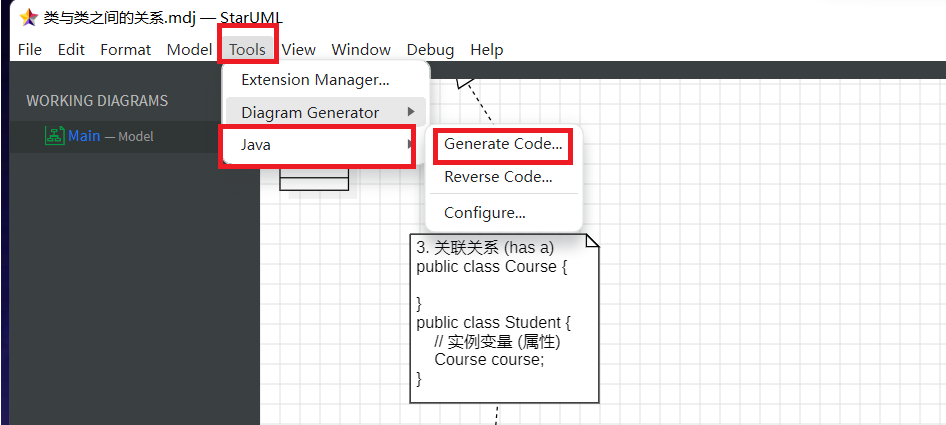 类与类之间的关系.mdj — StarUML
File Edit Format Model Tools View Window Debug Help
Extension Manager...
WORKING DIAGRAMS
Diagram Generator
Main — Model
Java
Generate Code...
Reverse Code...
Configure...
3. 关联关系 (has a)
public class Course {
}
public class Student {
// 实例变量 (属性)
Course course;
}